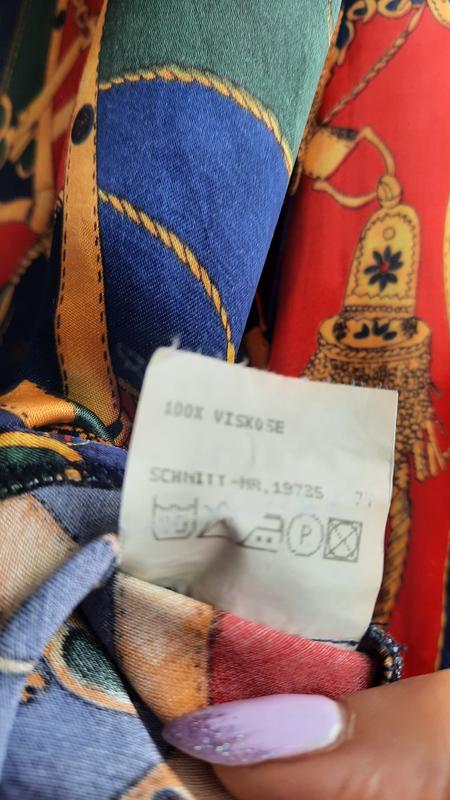 100% VISKOSE
SCHNITT-NR.19735
P